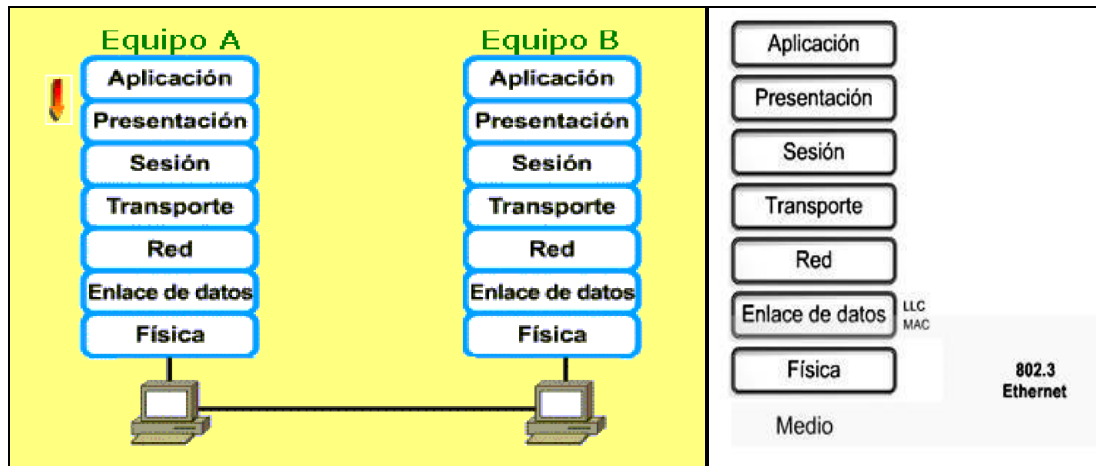 Equipo A
Aplicación
Presentación
Sesión
Transporte
Red
Enlace de datos
Física
Equipo B
Aplicación
Presentación
Sesión
Transporte
Red
Enlace de datos
Física
Aplicación
Presentación
Sesión
Transporte
Red
Enlace de datos
LLC
MAC
Física
802.3
Ethernet
Medio